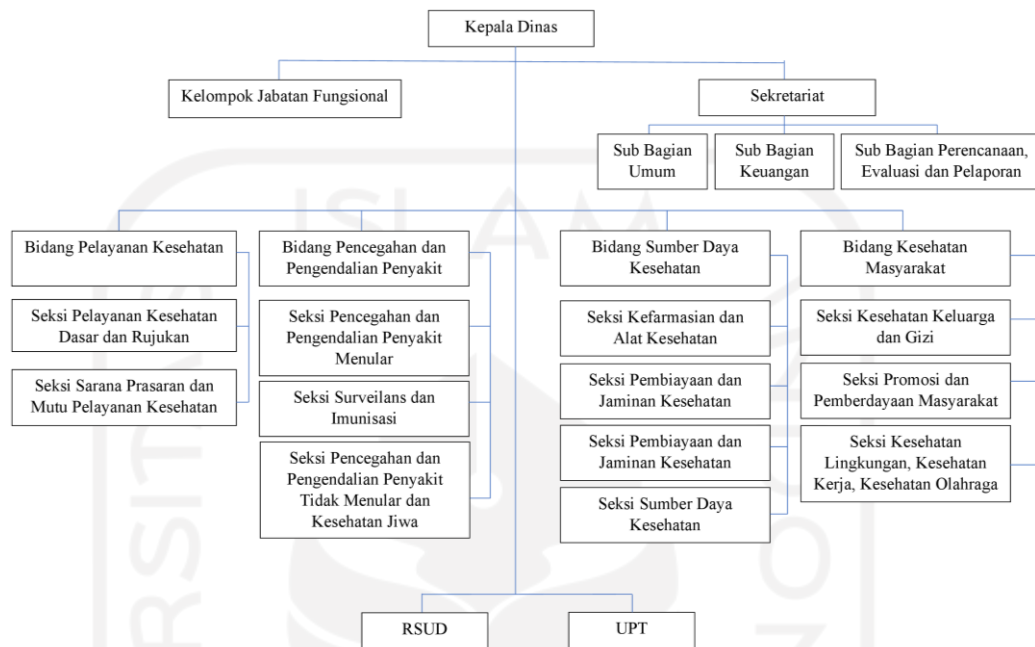 Kepala Dinas
Kelompok Jabatan Fungsional
Sekretariat
Sub Bagian
Umum
Sub Bagian
Keuangan
Sub Bagian Perencanaan,
Evaluasi dan Pelaporan
Bidang Pelayanan Kesehatan
Seksi Pelayanan Kesehatan
Dasar dan Rujukan
Seksi Sarana Prasaran dan
Mutu Pelayanan Kesehatan
Bidang Pencegahan dan
Pengendalian Penyakit
Seksi Pencegahan dan
Pengendalian Penyakit
Menular
Seksi Surveilans dan
Imunisasi
Seksi Pencegahan dan
Pengendalian Penyakit
Tidak Menular dan
Kesehatan Jiwa
Bidang Sumber Daya
Kesehatan
Seksi Kefarmasian dan
Alat Kesehatan
Seksi Pembiayaan dan
Jaminan Kesehatan
Seksi Pembiayaan dan
Jaminan Kesehatan
Seksi Sumber Daya
Kesehatan
Bidang Kesehatan
Masyarakat
Seksi Kesehatan Keluarga
dan Gizi
Seksi Promosi dan
Pemberdayaan Masyarakat
Seksi Kesehatan
Lingkungan, Kesehatan
Kerja, Kesehatan Olahraga
RSUD
UPT
ISLAM